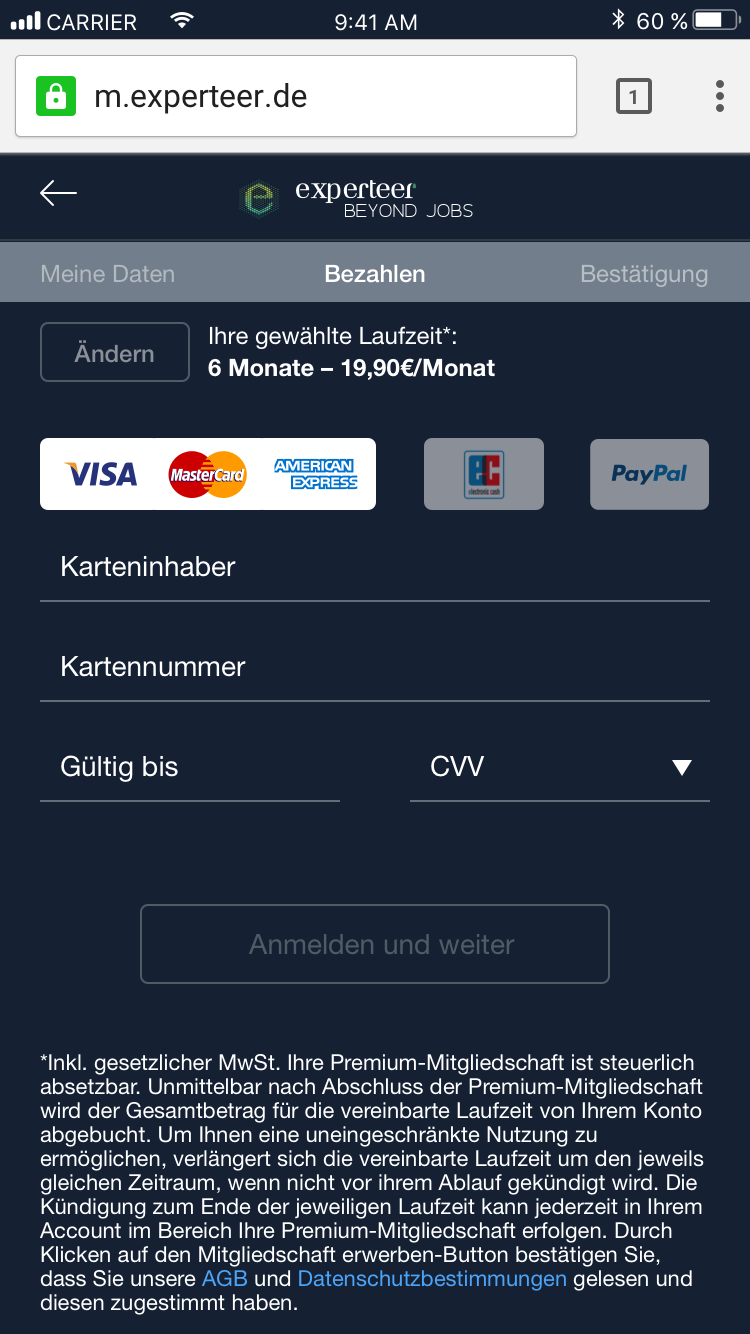 CARRIER 9:41 AM 60 %
m.experteer.de 1
experteer
BEYOND JOBS
Meine Daten Bezahlen Bestätigung
Ändern
Ihre gewählte Laufzeit*:
6 Monate – 19,90€/Monat
VISA MasterCard AMERICAN EXPRESS ec electronic cash PayPal
Karteninhaber
Kartennummer
Gültig bis CVV
Anmelden und weiter
*Inkl. gesetzlicher MwSt. Ihre Premium-Mitgliedschaft ist steuerlich
absetzbar. Unmittelbar nach Abschluss der Premium-Mitgliedschaft
wird der Gesamtbetrag für die vereinbarte Laufzeit von Ihrem Konto
abgebucht. Um Ihnen eine uneingeschränkte Nutzung zu
ermöglichen, verlängert sich die vereinbarte Laufzeit um den jeweils
gleichen Zeitraum, wenn nicht vor ihrem Ablauf gekündigt wird. Die
Kündigung zum Ende der jeweiligen Laufzeit kann jederzeit in Ihrem
Account im Bereich Ihre Premium-Mitgliedschaft erfolgen. Durch
Klicken auf den Mitgliedschaft erwerben-Button bestätigen Sie,
dass Sie unsere AGB und Datenschutzbestimmungen gelesen und
diesen zugestimmt haben.